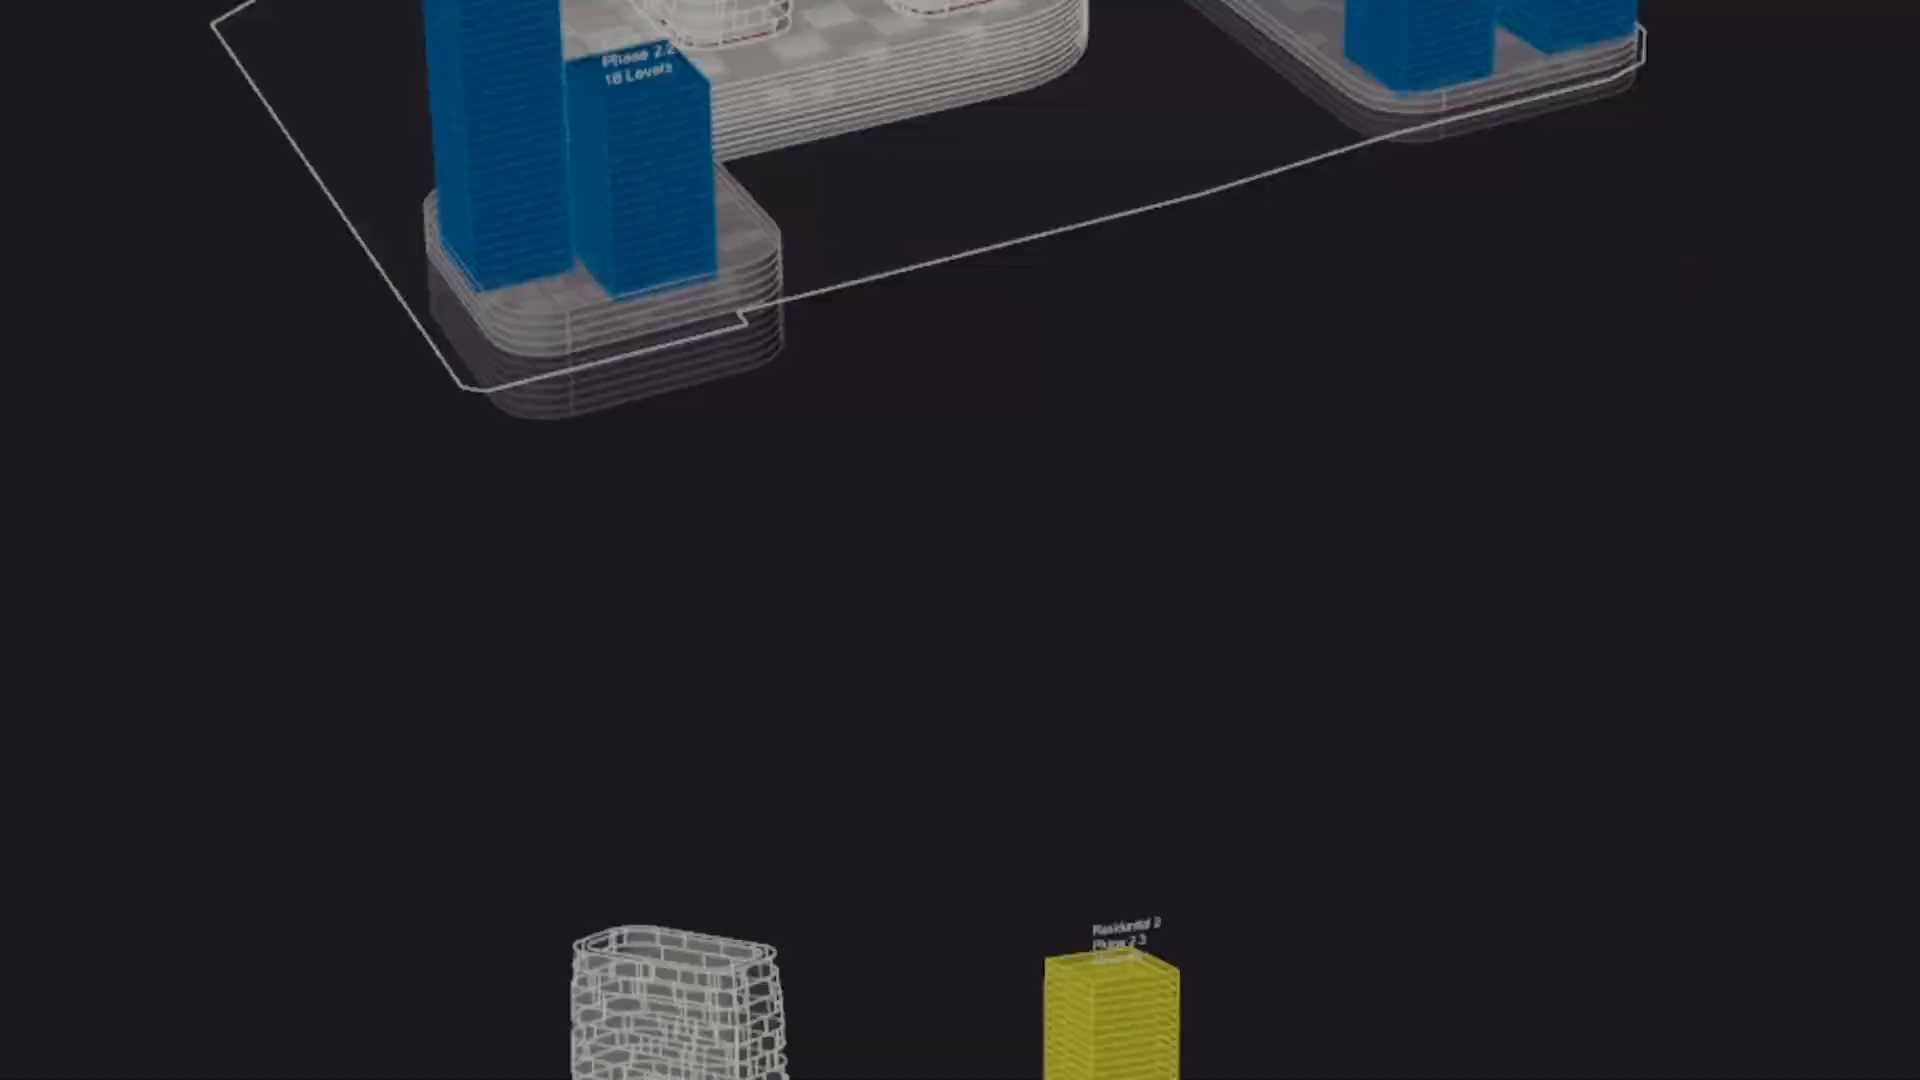 Phase 2.2
18 Levels
Residential 3
Phase 2.3